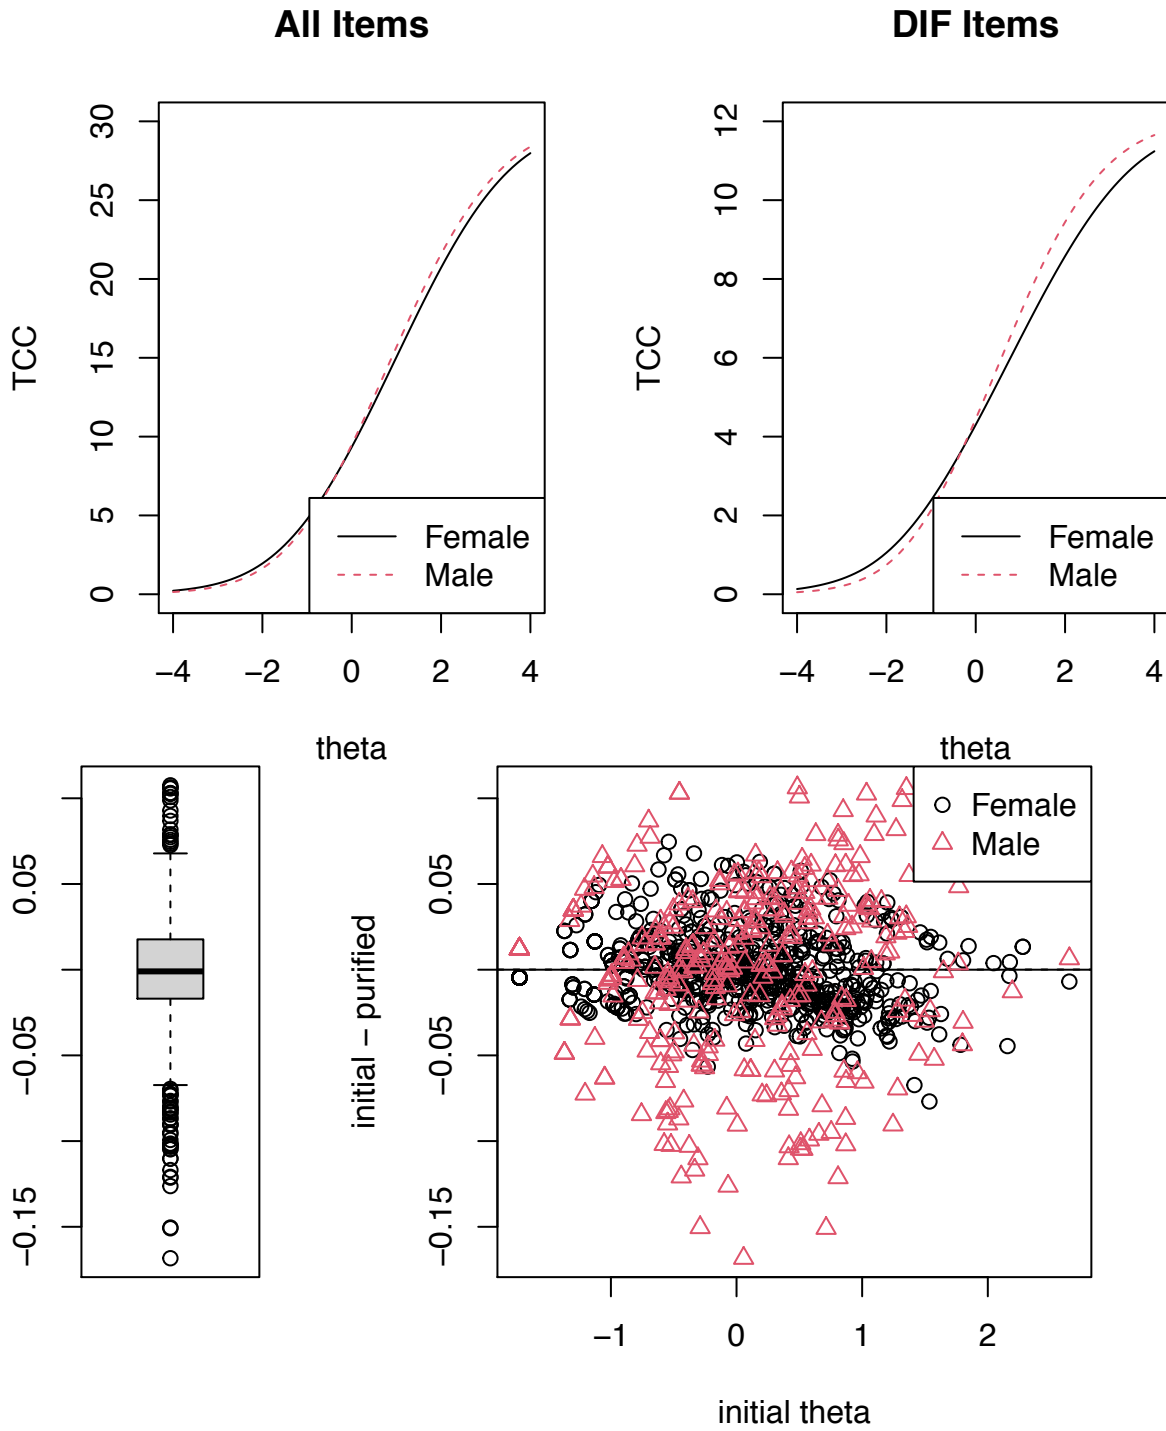 All Items
DIF Items
30
25
20
15
10
5
0
TCC
Female
Male
−4 −2 0 2 4
theta
12
10
8
6
4
2
0
TCC
Female
Male
−4 −2 0 2 4
theta
0.05
−0.05
−0.15
initial − purified
0.05
−0.05
−0.15
Female
Male
−1 0 1 2
initial theta